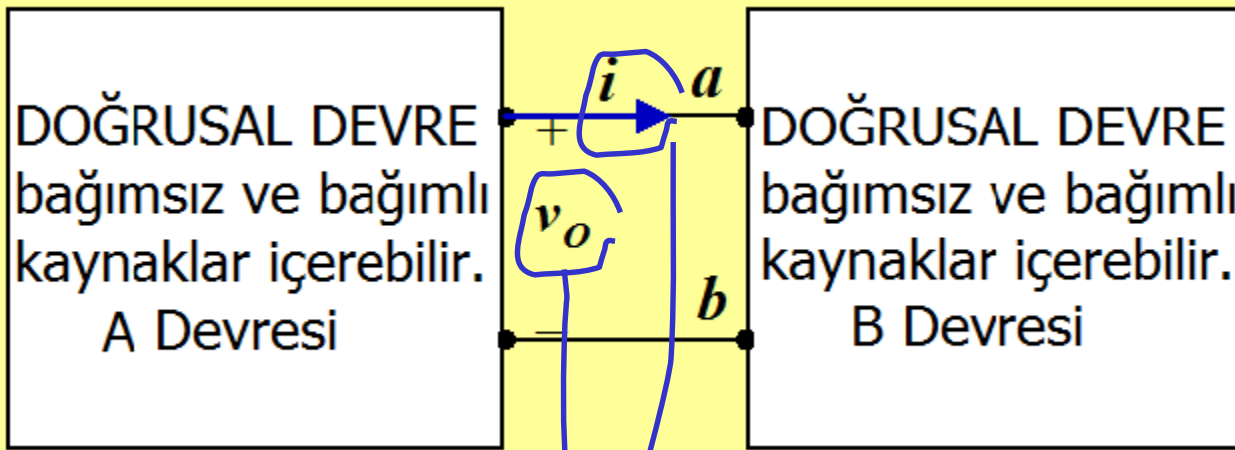 DOĞRUSAL DEVRE
bağımsız ve bağımlı
kaynaklar içerebilir.
A Devresi
i
a
+
v_O
−
b
DOĞRUSAL DEVRE
bağımsız ve bağımlı
kaynaklar içerebilir.
B Devresi